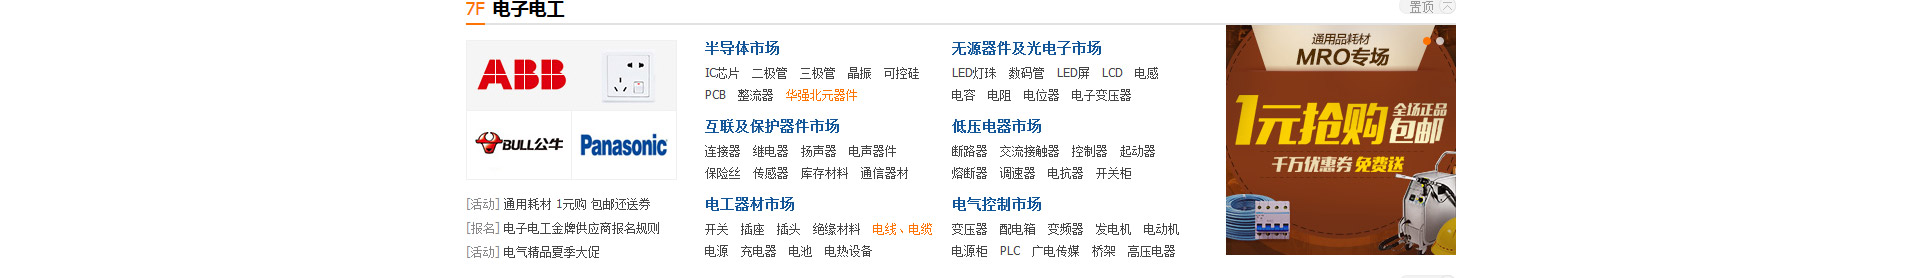 7F 电子电工
置顶
ABB
BULL公牛
Panasonic
[活动] 通用耗材 1元购 包邮还送券
[报名] 电子电工金牌供应商报名规则
[活动] 电气精品夏季大促
半导体市场
IC芯片 二极管 三极管 晶振 可控硅
PCB 整流器 华强北元器件
互联及保护器件市场
连接器 继电器 扬声器 电声器件
保险丝 传感器 库存材料 通信器材
电工器材市场
开关 插座 插头 绝缘材料 电线、电缆
电源 充电器 电池 电热设备
无源器件及光电子市场
LED灯珠 数码管 LED屏 LCD 电感
电容 电阻 电位器 电子变压器
低压电器市场
断路器 交流接触器 控制器 起动器
熔断器 调速器 电抗器 开关柜
电气控制市场
变压器 配电箱 变频器 发电机 电动机
电源柜 PLC 广电传媒 桥架 高压电器
通用品耗材
MRO专场
1元抢购 全场正品 包邮
千万优惠券 免费送